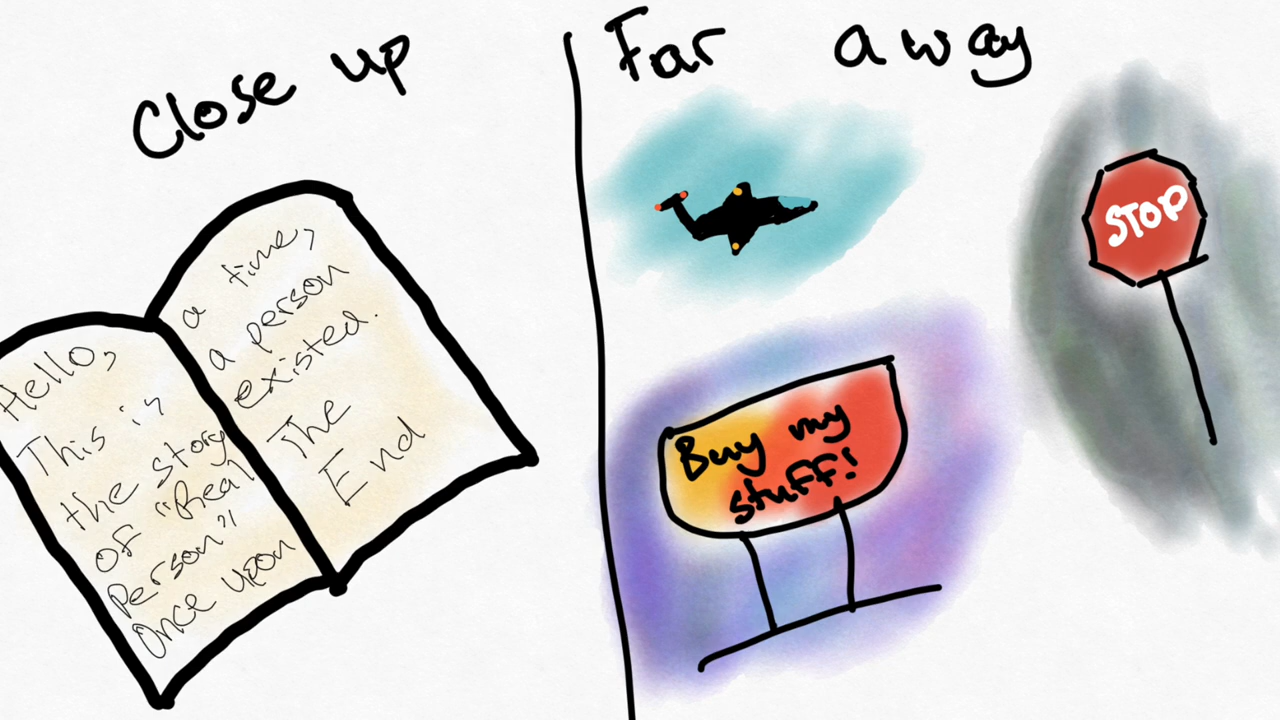 Close up
Hello,
This is
the story
of "Real
person"
Once upon
a time,
a person
existed.
The
End
Far away
STOP
Buy my
stuff!